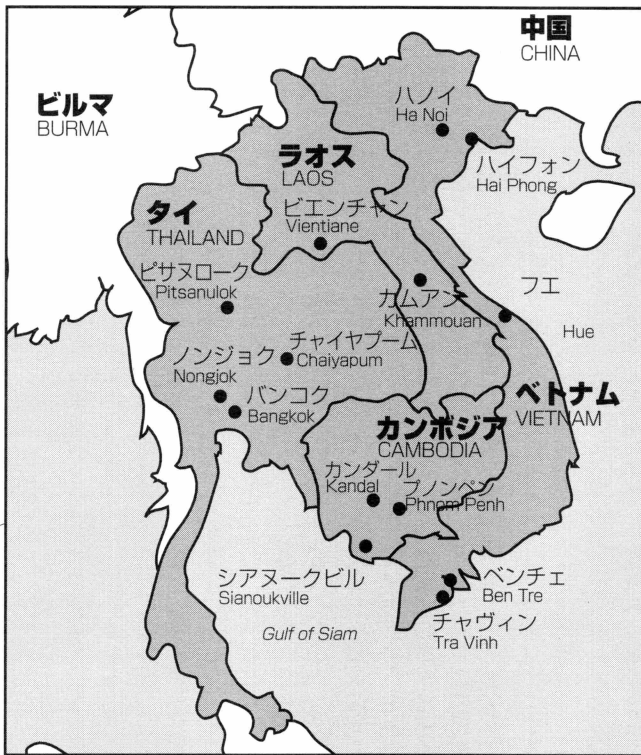 中国
CHINA
ビルマ
BURMA
ハノイ
Ha Noi
ハイフォン
Hai Phong
ラオス
LAOS
ビエンチャン
Vientiane
タイ
THAILAND
ピサヌローク
Pitsanulok
カムアン
Khammouan
フエ
Hue
チャイヤプーム
Chaiyapum
ノンジョク
Nongjok
バンコク
Bangkok
ベトナム
VIETNAM
カンボジア
CAMBODIA
カンダール
Kandal
プノンペン
Phnom Penh
シアヌークビル
Sianoukville
ベンチェ
Ben Tre
チャヴィン
Tra Vinh
Gulf of Siam